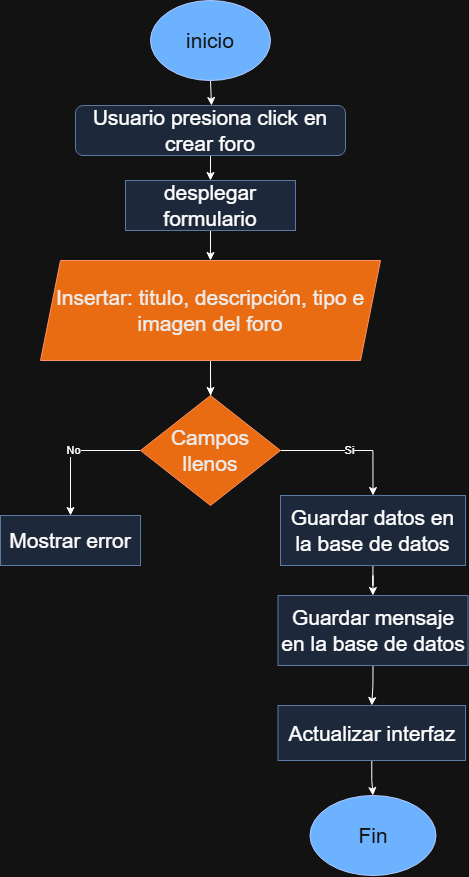 inicio
Usuario presiona click en
crear foro
desplegar
formulario
Insertar: titulo, descripción, tipo e
imagen del foro
Campos
llenos
No
Si
Mostrar error
Guardar datos en
la base de datos
Guardar mensaje
en la base de datos
Actualizar interfaz
Fin